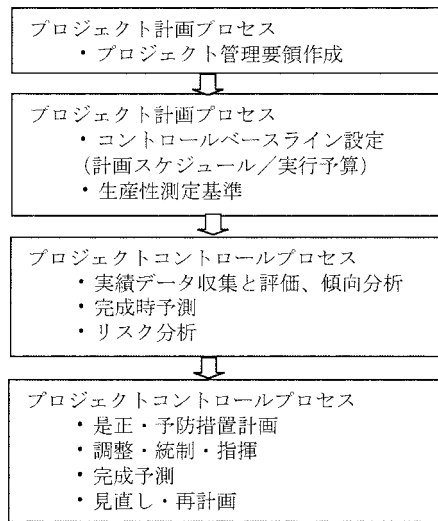 プロジェクト計画プロセス
・プロジェクト管理要領作成
プロジェクト計画プロセス
・コントロールベースライン設定
（計画スケジュール／実行予算）
・生産性測定基準
プロジェクトコントロールプロセス
・実績データ収集と評価、傾向分析
・完成時予測
・リスク分析
プロジェクトコントロールプロセス
・是正・予防措置計画
・調整・統制・指揮
・完成予測
・見直し・再計画